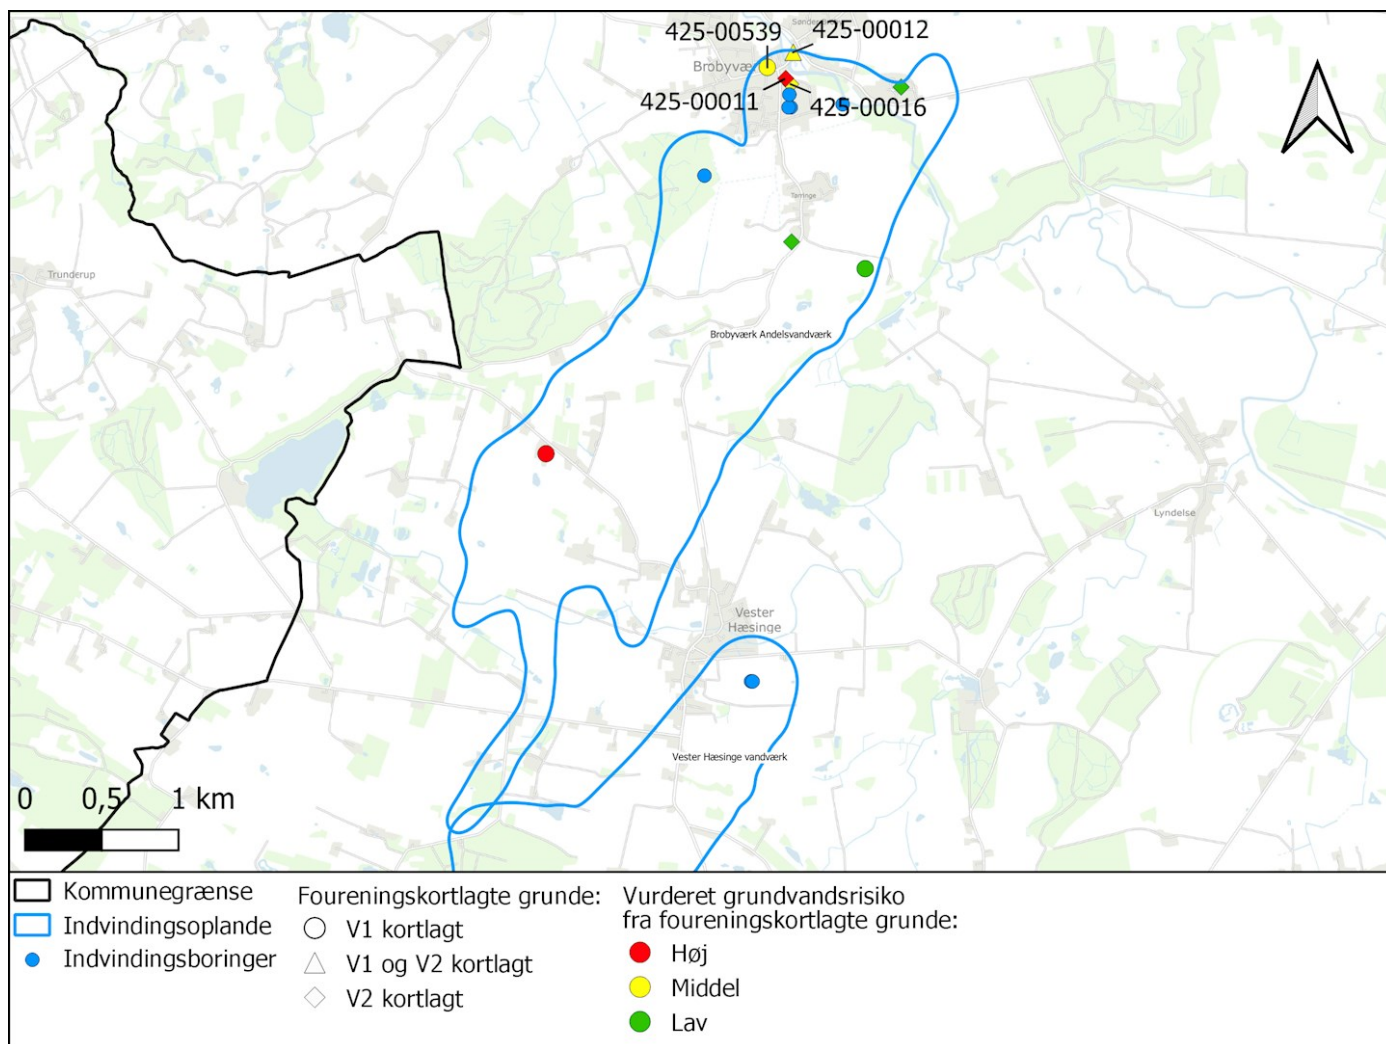 425-00539
425-00012
425-00011
425-00016
Trunderup
Tarringe
Brobyværk Andelsvandværk
Lyndelse
Vester
Hæsinge
Vester Hæsinge vandværk
0 0,5 1 km
Kommunegrænse
Indvindingsoplande
Indvindingsboringer
Foureningskortlagte grunde:
V1 kortlagt
V1 og V2 kortlagt
V2 kortlagt
Vurderet grundvandsrisiko
fra foureningskortlagte grunde:
Høj
Middel
Lav